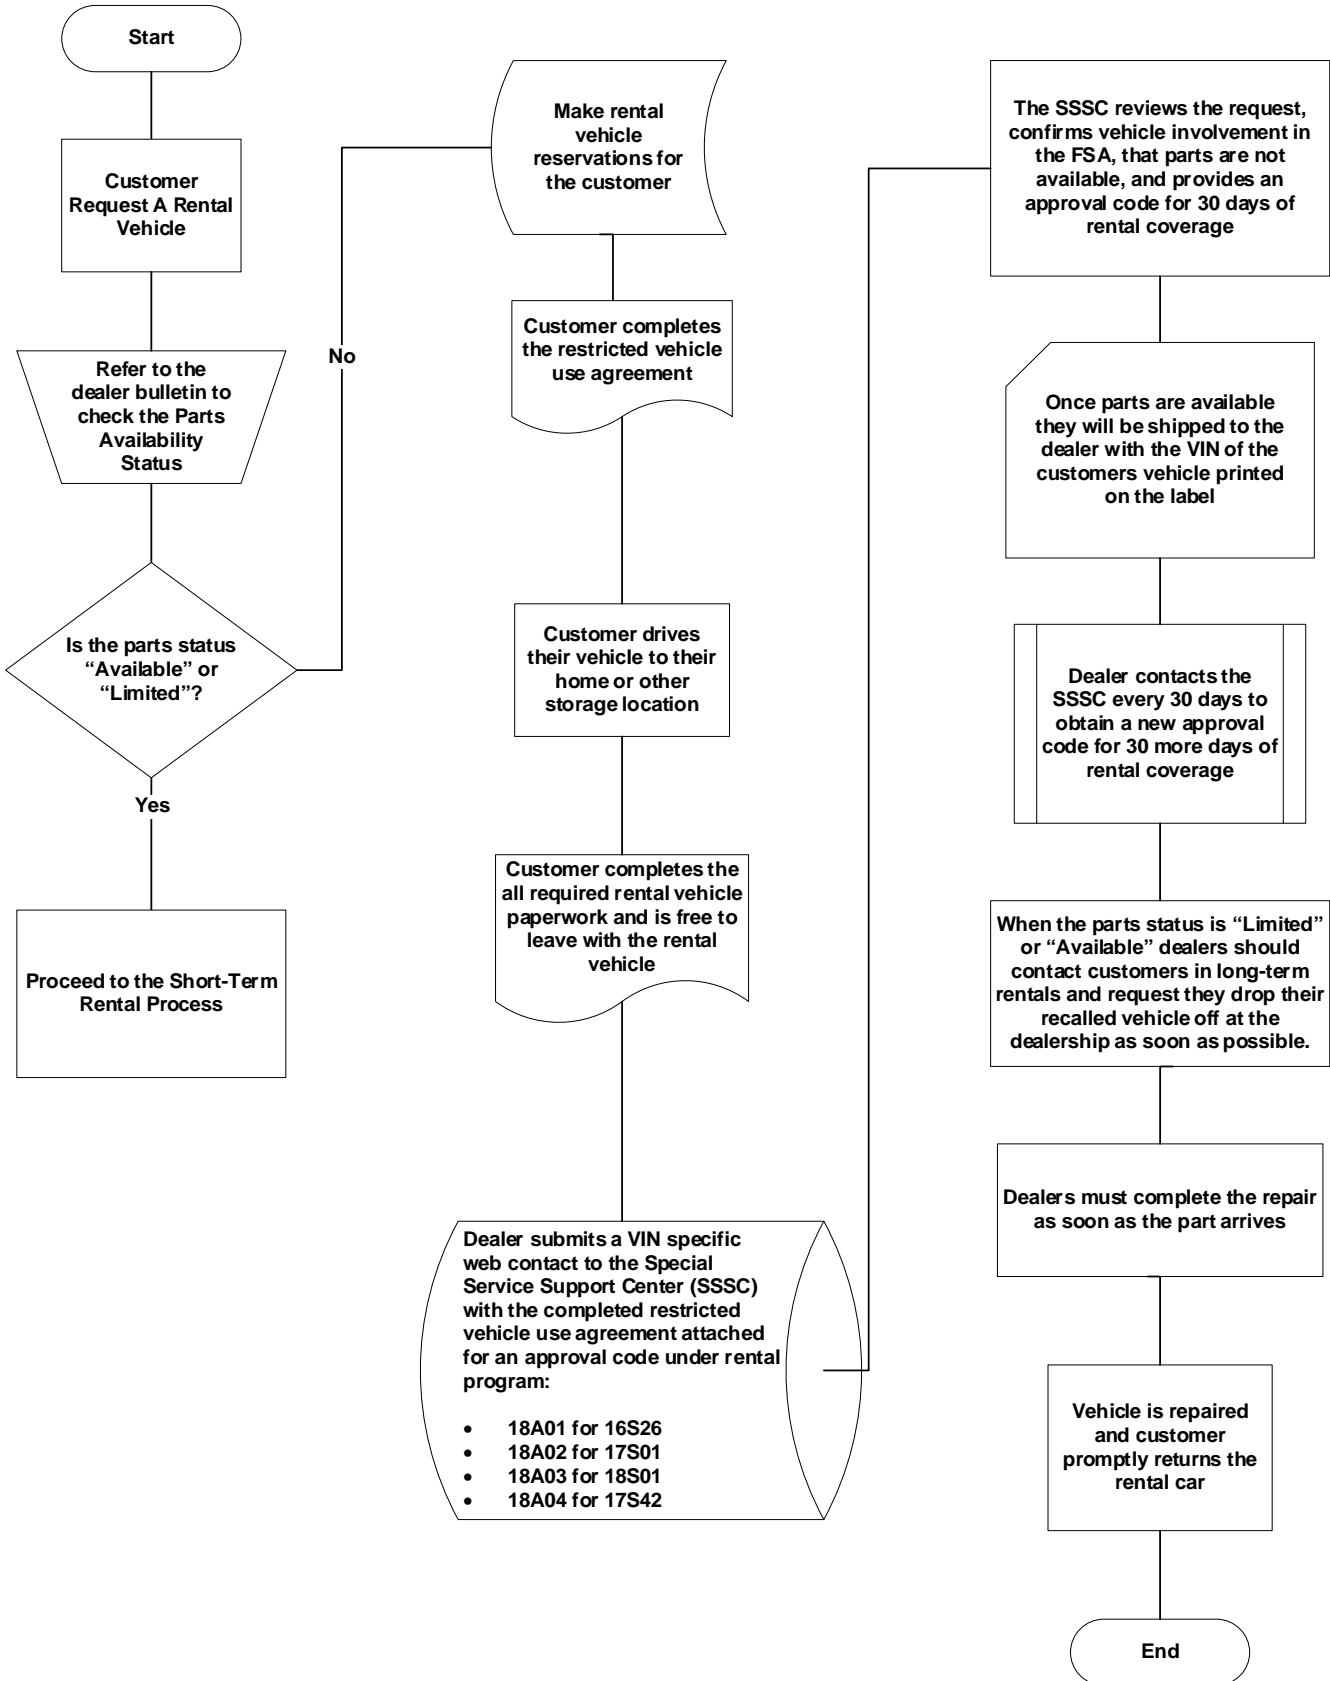 Start
Customer
Request A Rental
Vehicle
Refer to the
dealer bulletin to
check the Parts
Availability
Status
Is the parts status
“Available” or
“Limited”?
No
Yes
Proceed to the Short-Term
Rental Process
Make rental
vehicle
reservations for
the customer
Customer completes
the restricted vehicle
use agreement
Customer drives
their vehicle to their
home or other
storage location
Customer completes the
all required rental vehicle
paperwork and is free to
leave with the rental
vehicle
Dealer submits a VIN specific
web contact to the Special
Service Support Center (SSSC)
with the completed restricted
vehicle use agreement attached
for an approval code under rental
program:
• 18A01 for 16S26
• 18A02 for 17S01
• 18A03 for 18S01
• 18A04 for 17S42
The SSSC reviews the request,
confirms vehicle involvement in
the FSA, that parts are not
available, and provides an
approval code for 30 days of
rental coverage
Once parts are available
they will be shipped to the
dealer with the VIN of the
customers vehicle printed
on the label
Dealer contacts the
SSSC every 30 days to
obtain a new approval
code for 30 more days of
rental coverage
When the parts status is “Limited”
or “Available” dealers should
contact customers in long-term
rentals and request they drop their
recalled vehicle off at the
dealership as soon as possible.
Dealers must complete the repair
as soon as the part arrives
Vehicle is repaired
and customer
promptly returns the
rental car
End